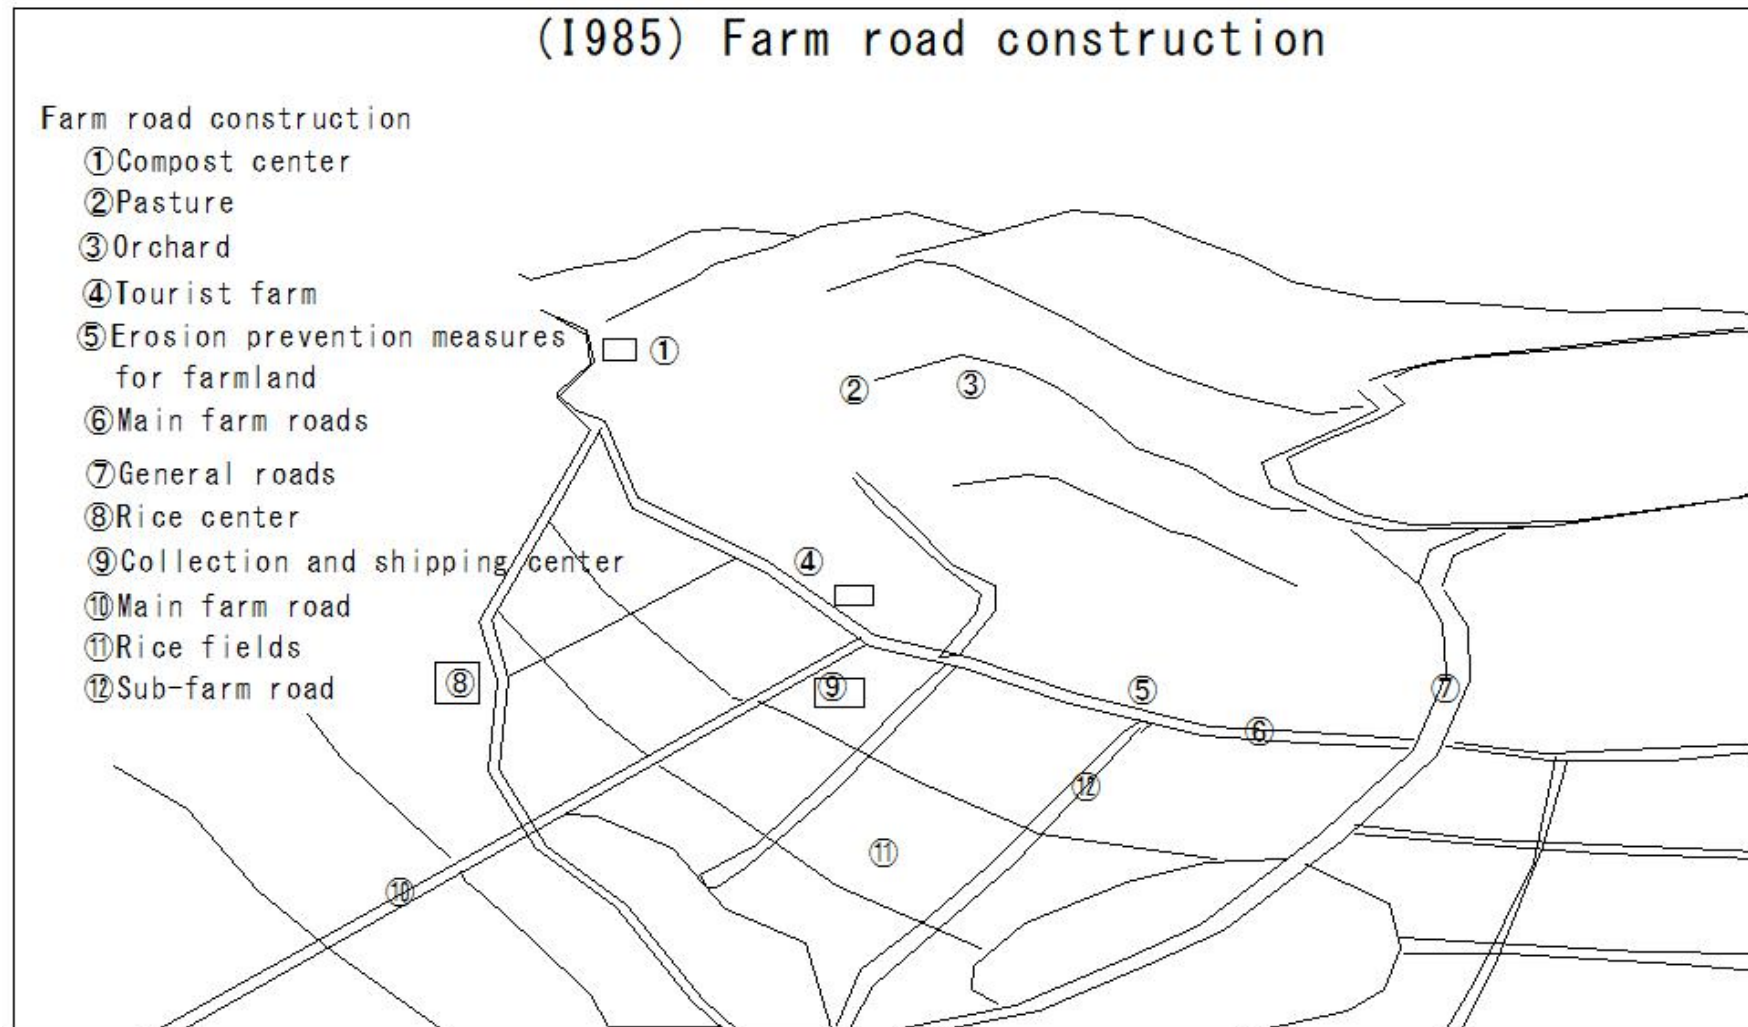 (I985) Farm road construction
Farm road construction
①Compost center
②Pasture
③Orchard
④Tourist farm
⑤Erosion prevention measures
for farmland
⑥Main farm roads
⑦General roads
⑧Rice center
⑨Collection and shipping center
⑩Main farm road
⑪Rice fields
⑫Sub-farm road
①
②
③
④
⑤
⑥
⑦
⑧
⑨
⑩
⑪
⑫